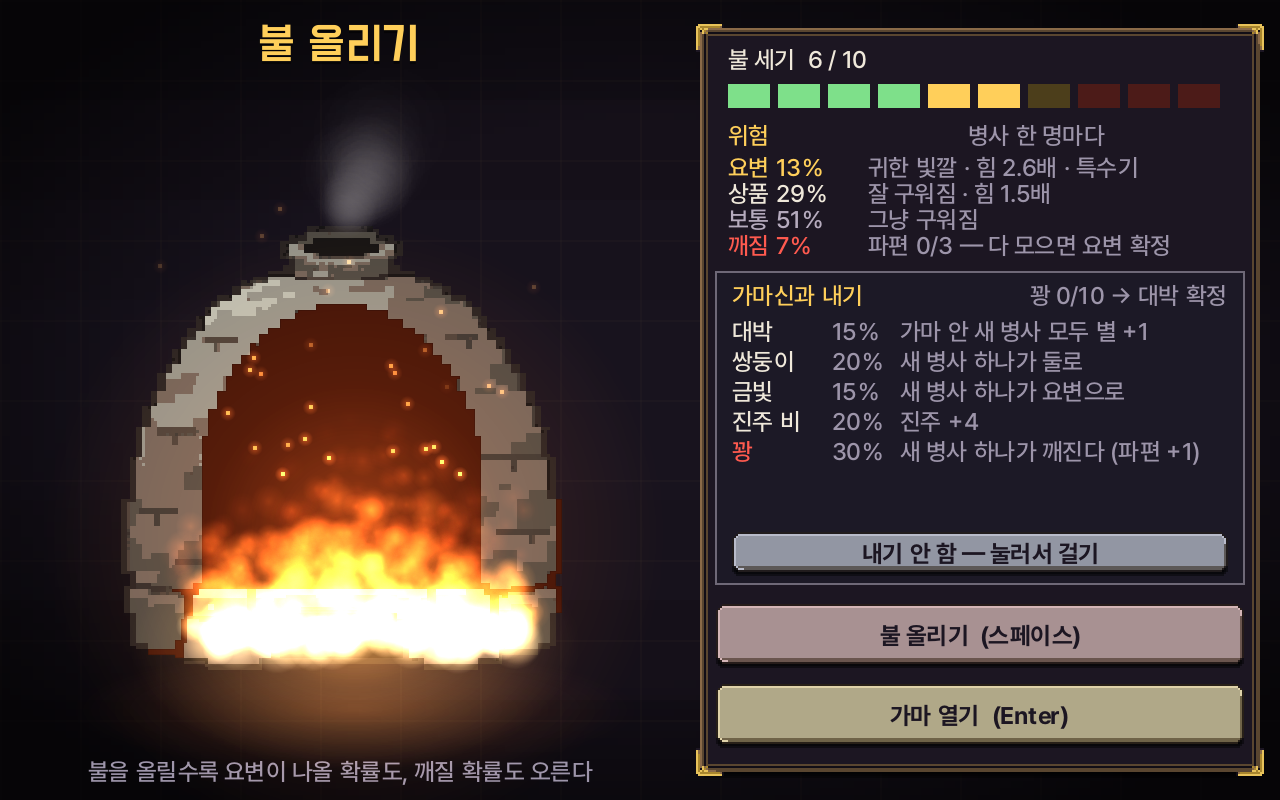 불 올리기
불 세기 6 / 10
위험 병사 한 명마다
요변 13% 귀한 빛깔 · 힘 2.6배 · 특수기
상품 29% 잘 구워짐 · 힘 1.5배
보통 51% 그냥 구워짐
깨짐 7% 파편 0/3 — 다 모으면 요변 확정
가마신과 내기 꽝 0/10 → 대박 확정
대박 15% 가마 안 새 병사 모두 별 +1
쌍둥이 20% 새 병사 하나가 둘로
금빛 15% 새 병사 하나가 요변으로
진주 비 20% 진주 +4
꽝 30% 새 병사 하나가 깨진다 (파편 +1)
내기 안 함 — 눌러서 걸기
불 올리기 (스페이스)
가마 열기 (Enter)
불을 올릴수록 요변이 나올 확률도, 깨질 확률도 오른다